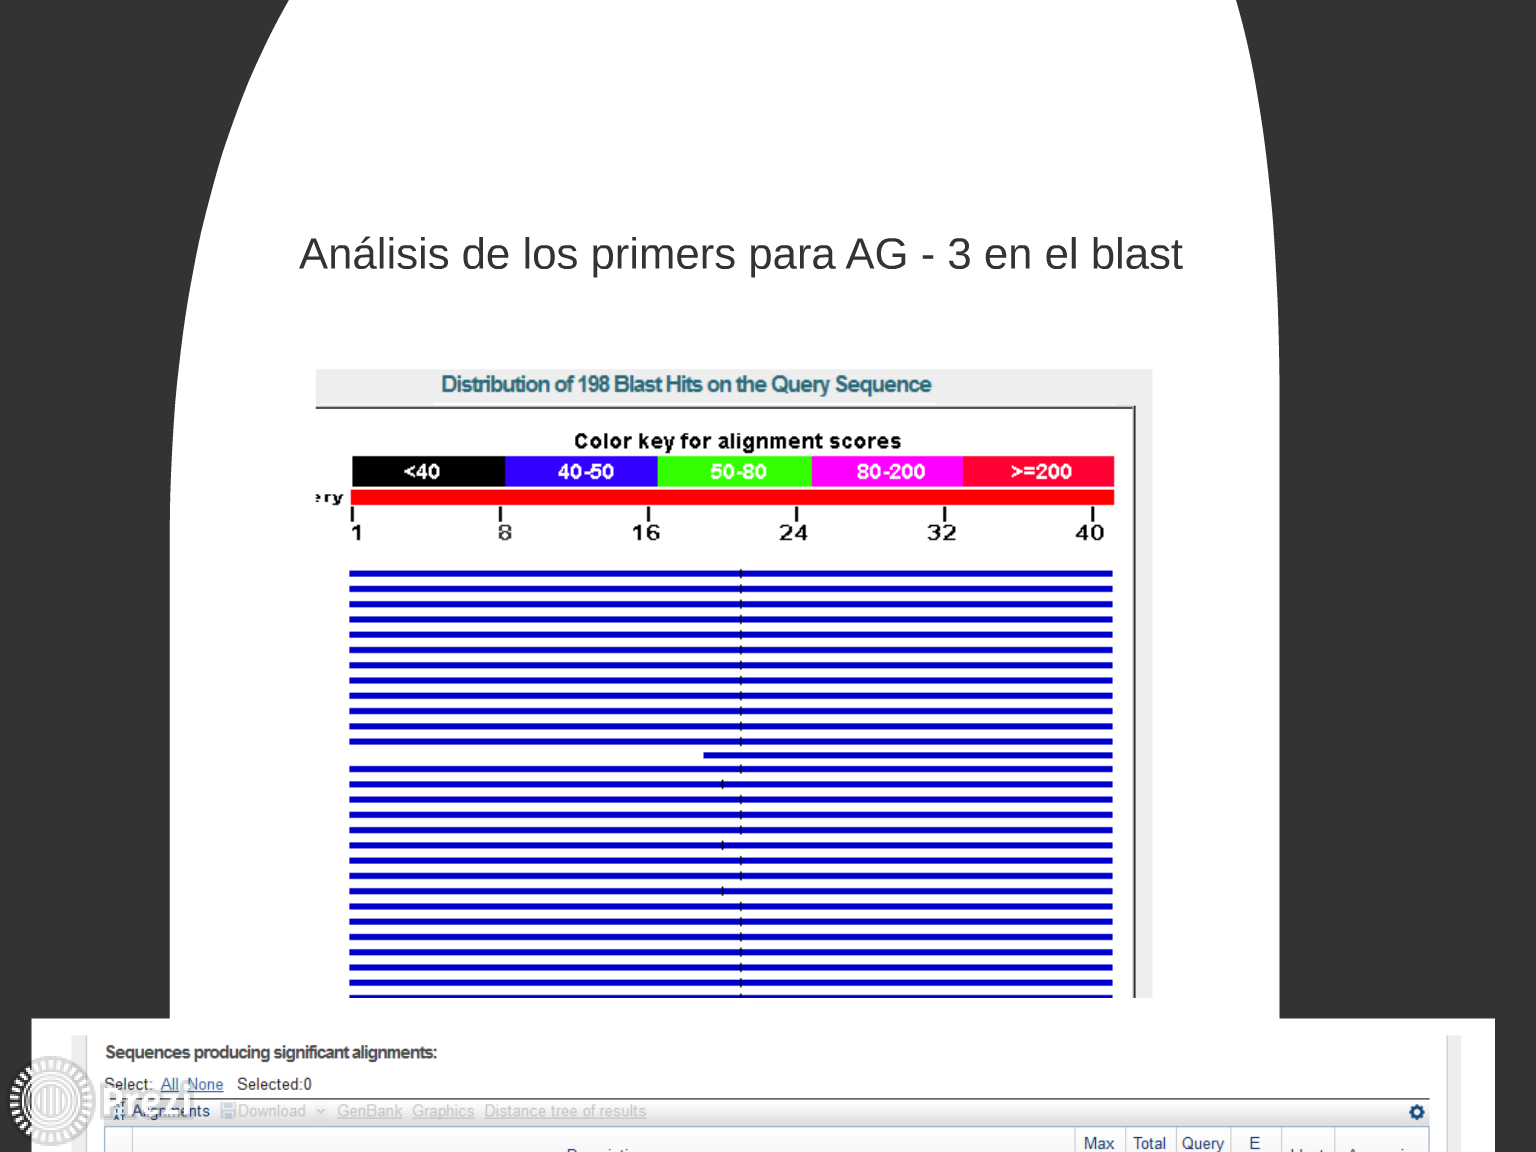 Análisis de los primers para AG - 3 en el blast
Distribution of 198 Blast Hits on the Query Sequence
Color key for alignment scores
<40 40-50 50-80 80-200 >=200
ery
1 8 16 24 32 40
Sequences producing significant alignments:
Select: All None Selected:0
Prezi
Alignments Download GenBank Graphics Distance tree of results
Max Total Query E